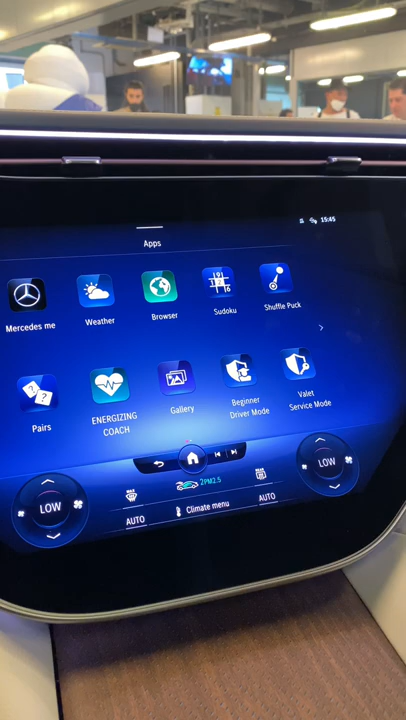 15:45
Apps
Mercedes me
Weather
Browser
Sudoku
Shuffle Puck
Pairs
ENERGIZING
COACH
Gallery
Beginner
Driver Mode
Valet
Service Mode
LOW
2PM2.5
LOW
AUTO
Climate menu
AUTO